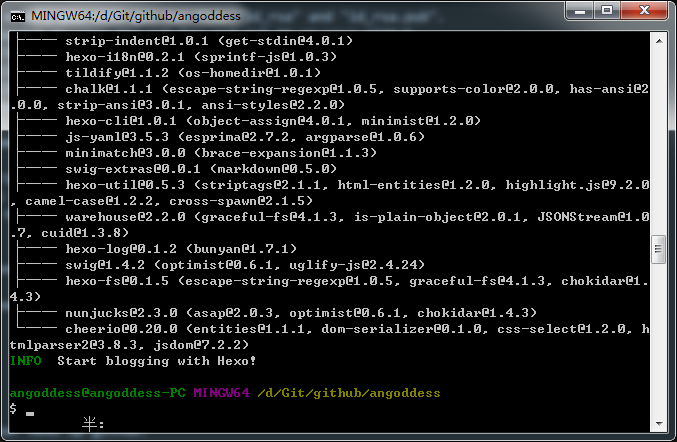 MINGW64:/d/Git/github/angoddess
├── strip-indent@1.0.1 (get-stdin@4.0.1)
├── hexo-i18n@0.2.1 (sprintf-js@1.0.3)
├── tildify@1.1.2 (os-homedir@1.0.1)
├── chalk@1.1.1 (escape-string-regexp@1.0.5, supports-color@2.0.0, has-ansi@2
.0.0, strip-ansi@3.0.1, ansi-styles@2.2.0)
├── hexo-cli@1.0.1 (object-assign@4.0.1, minimist@1.2.0)
├── js-yaml@3.5.3 (esprima@2.7.2, argparse@1.0.6)
├── minimatch@3.0.0 (brace-expansion@1.1.3)
├── swig-extras@0.0.1 (markdown@0.5.0)
├── hexo-util@0.5.3 (striptags@2.1.1, html-entities@1.2.0, highlight.js@9.2.0
, camel-case@1.2.2, cross-spawn@2.1.5)
├── warehouse@2.2.0 (graceful-fs@4.1.3, is-plain-object@2.0.1, JSONStream@1.0
.7, cuid@1.3.8)
├── hexo-log@0.1.2 (bunyan@1.7.1)
├── swig@1.4.2 (optimist@0.6.1, uglify-js@2.4.24)
├── hexo-fs@0.1.5 (escape-string-regexp@1.0.5, graceful-fs@4.1.3, chokidar@1.
4.3)
├── nunjucks@2.3.0 (asap@2.0.3, optimist@0.6.1, chokidar@1.4.3)
└── cheerio@0.20.0 (entities@1.1.1, dom-serializer@0.1.0, css-select@1.2.0, h
tmlparser2@3.8.3, jsdom@7.2.2)
INFO  Start blogging with Hexo!
angoddess@angoddess-PC MINGW64 /d/Git/github/angoddess
$ _
半: